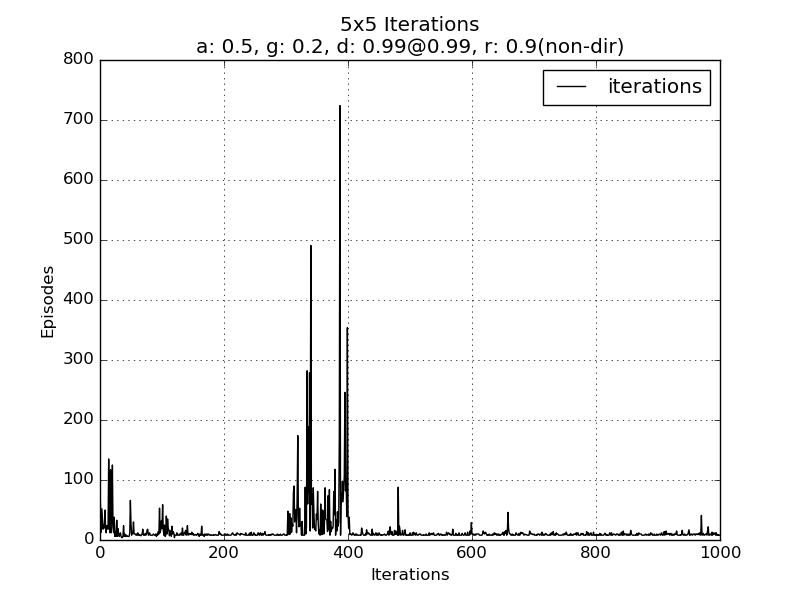 5x5 Iterations
a: 0.5, g: 0.2, d: 0.99@0.99, r: 0.9(non-dir)
iterations
Episodes
800
700
600
500
400
300
200
100
0
0 200 400 600 800 1000
Iterations